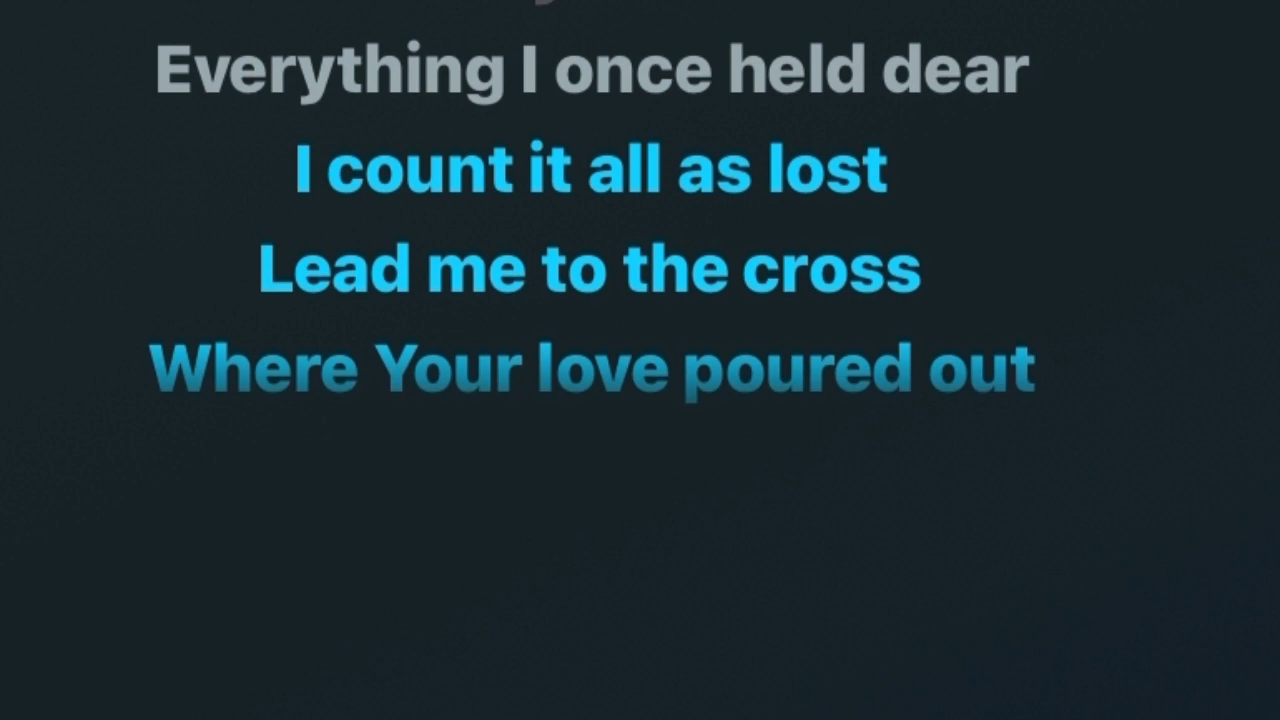 Everything I once held dear
I count it all as lost
Lead me to the cross
Where Your love poured out